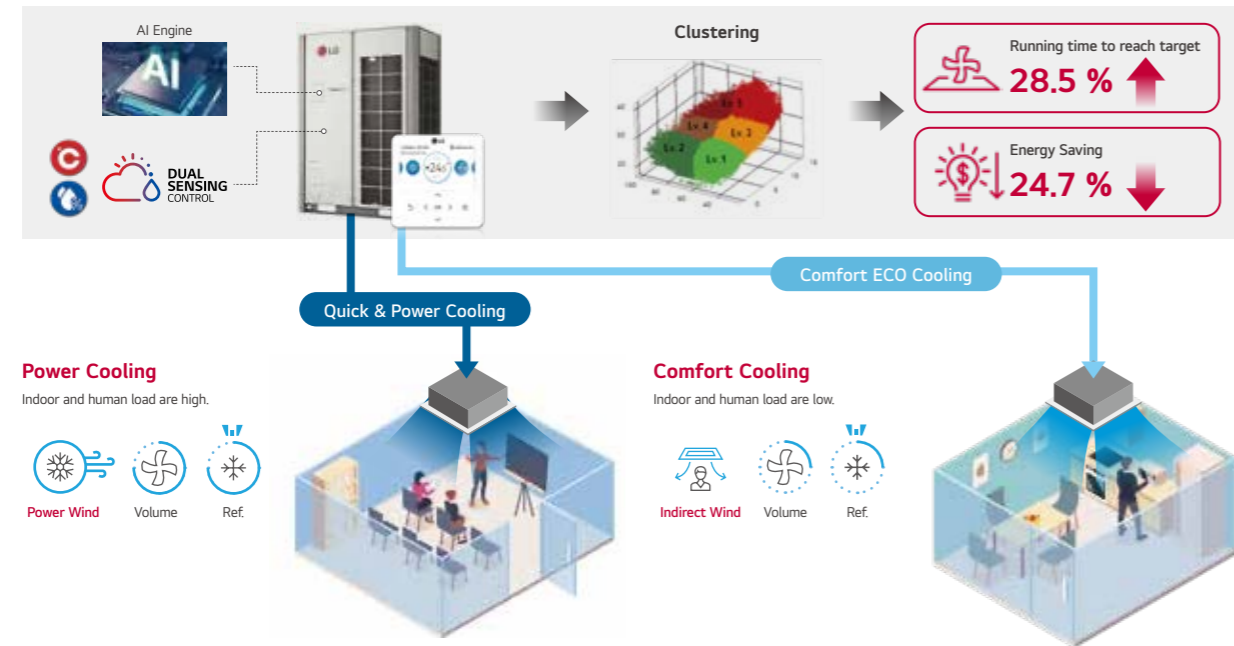 AI Engine
AI
LG
DUAL
SENSING
CONTROL
Clustering
Lv. 5
Lv. 4
Lv. 3
Lv. 2
Lv. 1
Running time to reach target
28.5 %
Energy Saving
24.7 %
Quick & Power Cooling
Comfort ECO Cooling
Power Cooling
Indoor and human load are high.
Power Wind
Volume
Ref.
Comfort Cooling
Indoor and human load are low.
Indirect Wind
Volume
Ref.